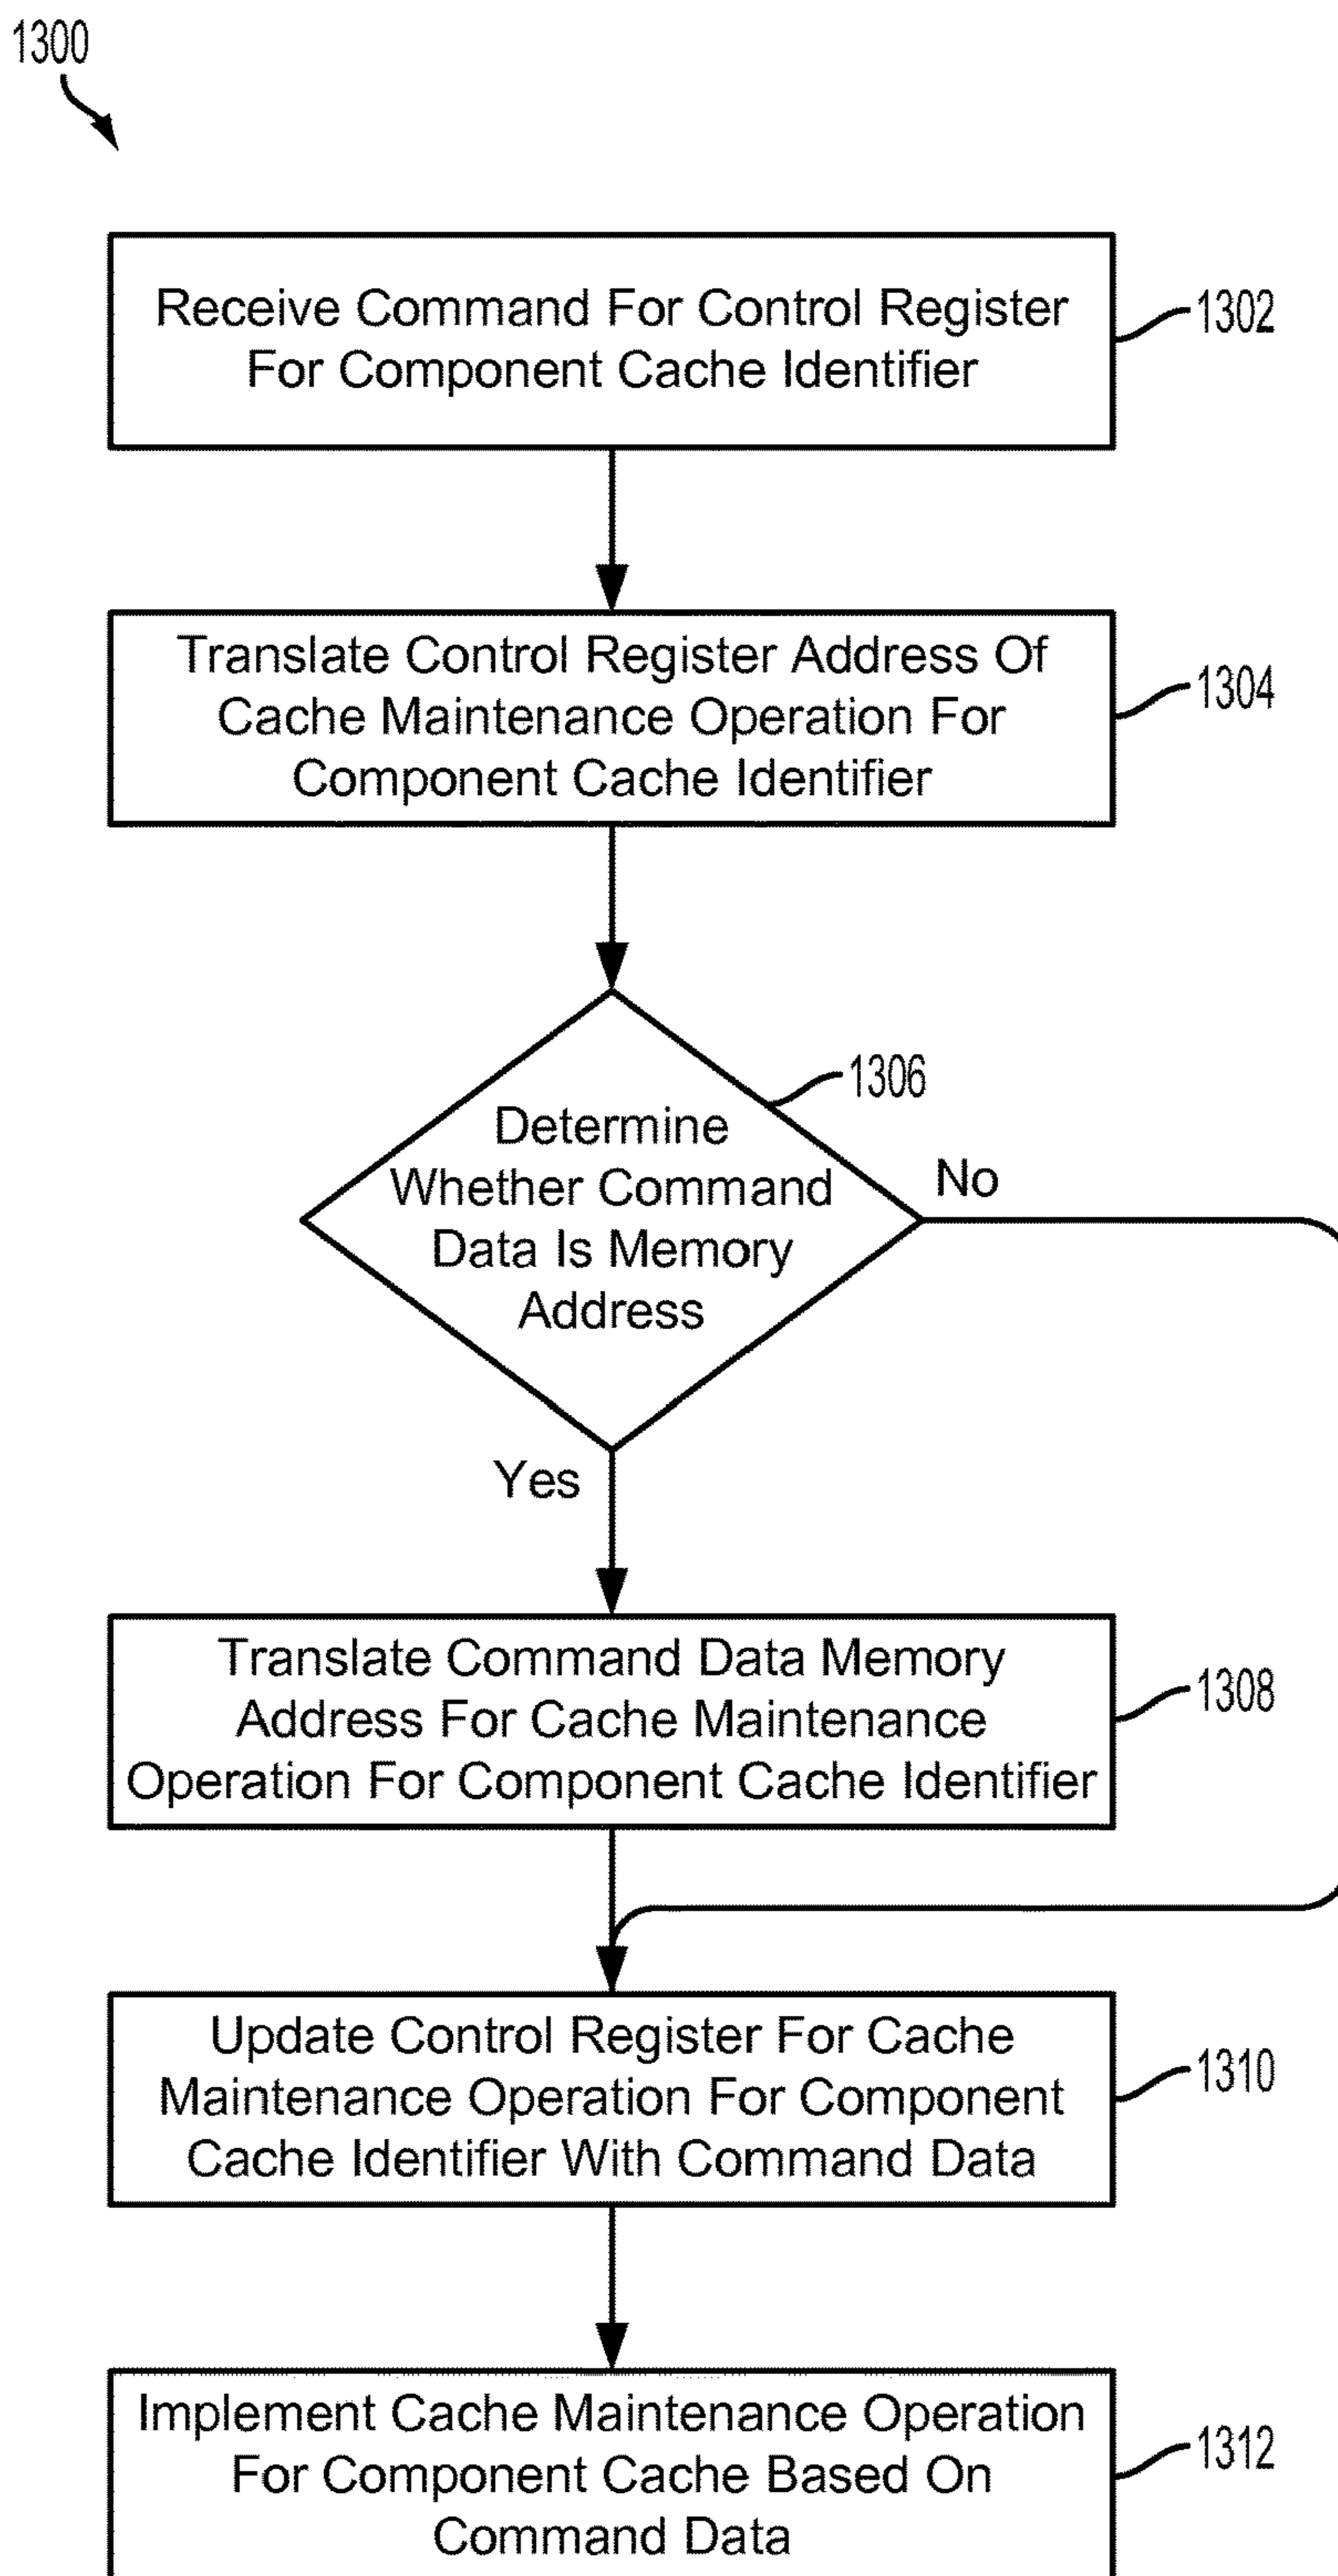 1300
Receive Command For Control Register
For Component Cache Identifier
1302
Translate Control Register Address Of
Cache Maintenance Operation For
Component Cache Identifier
1304
1306
Determine
Whether Command
Data Is Memory
Address
No
Yes
Translate Command Data Memory
Address For Cache Maintenance
Operation For Component Cache Identifier
1308
Update Control Register For Cache
Maintenance Operation For Component
Cache Identifier With Command Data
1310
Implement Cache Maintenance Operation
For Component Cache Based On
Command Data
1312